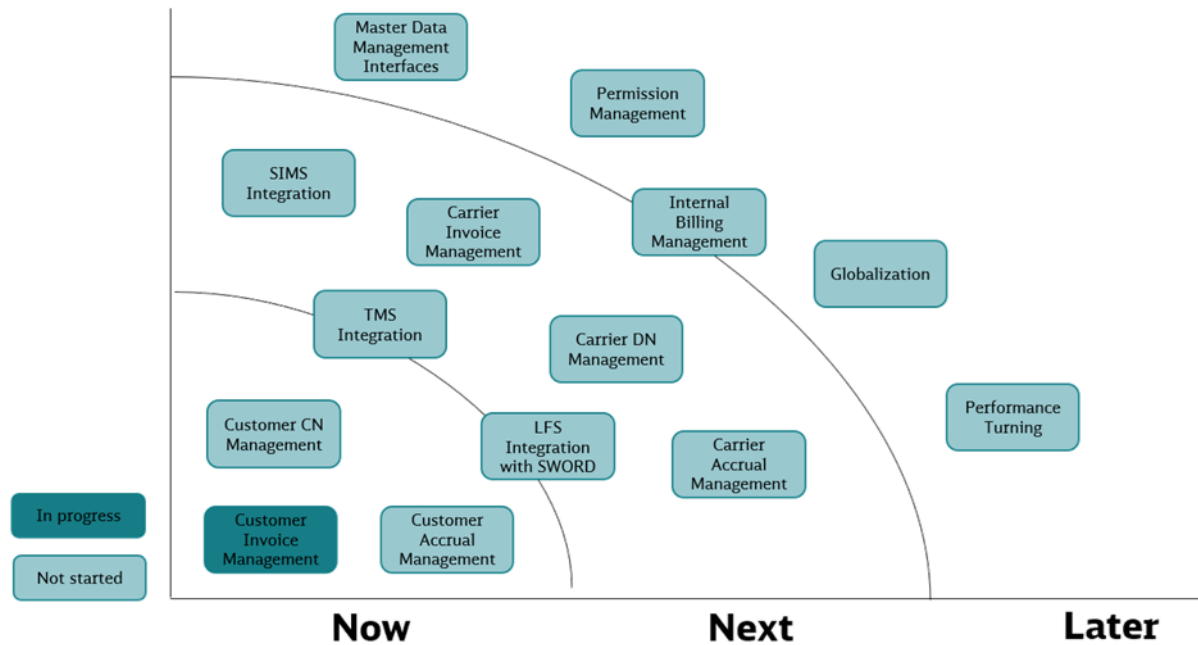 Master Data
Management
Interfaces
Permission
Management
SIMS
Integration
Carrier
Invoice
Management
Internal
Billing
Management
Globalization
TMS
Integration
Carrier DN
Management
Customer CN
Management
LFS
Integration
with SWORD
Carrier
Accrual
Management
Performance
Turning
In progress
Not started
Customer
Invoice
Management
Customer
Accrual
Management
Now
Next
Later